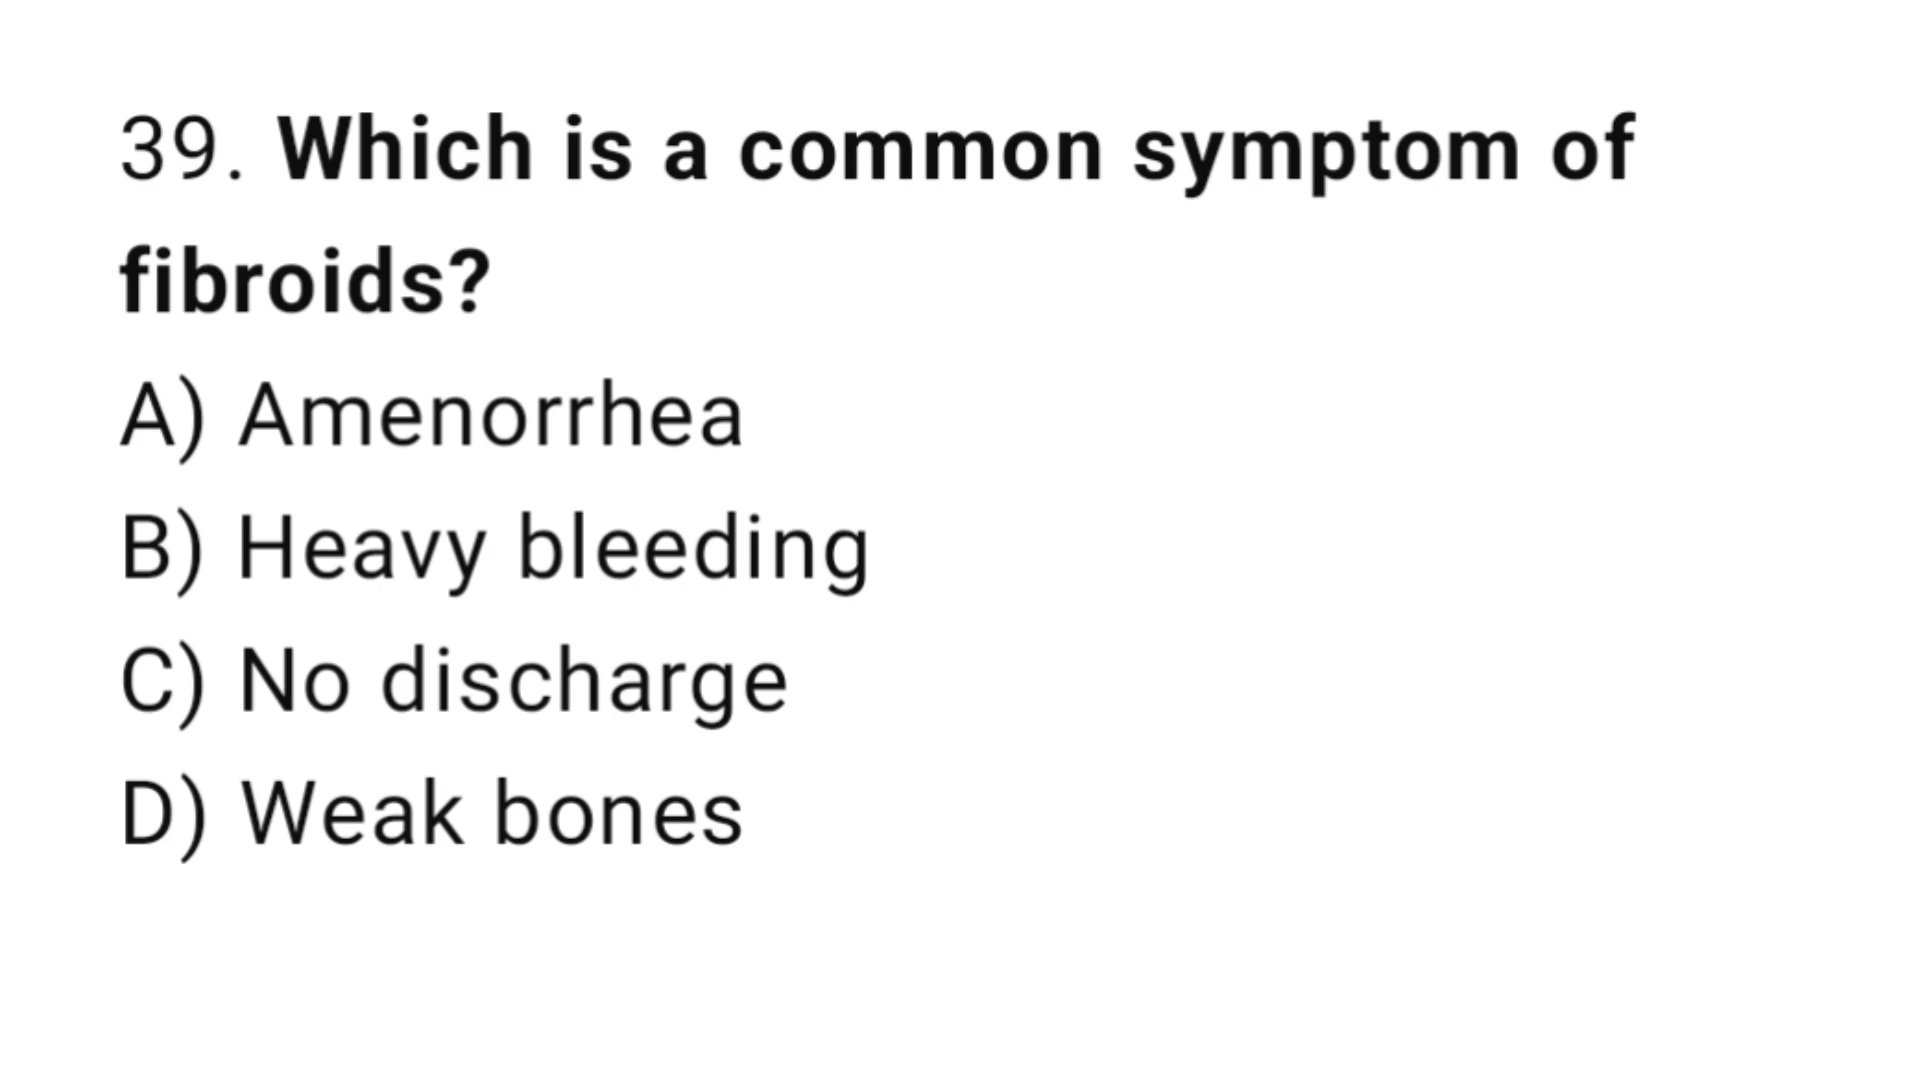 39. Which is a common symptom of
fibroids?
A) Amenorrhea
B) Heavy bleeding
C) No discharge
D) Weak bones